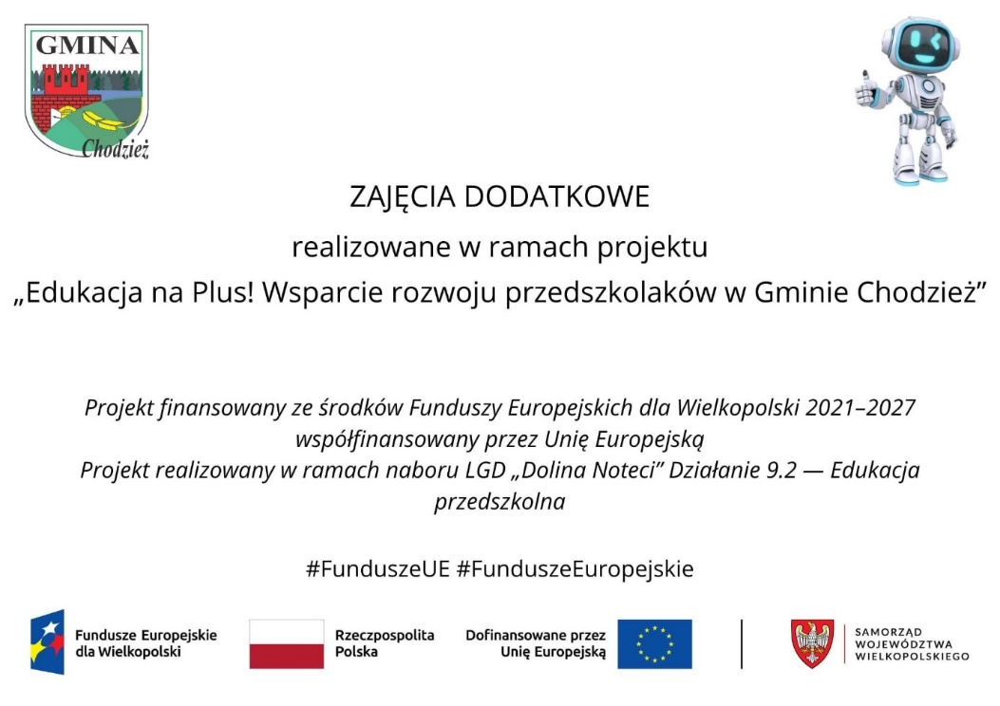 GMINA
Chodzież
ZAJĘCIA DODATKOWE
realizowane w ramach projektu
„Edukacja na Plus! Wsparcie rozwoju przedszkolaków w Gminie Chodzież”
Projekt finansowany ze środków Funduszy Europejskich dla Wielkopolski 2021–2027
współfinansowany przez Unię Europejską
Projekt realizowany w ramach naboru LGD „Dolina Noteci” Działanie 9.2 — Edukacja
przedszkolna
#FunduszeUE #FunduszeEuropejskie
Fundusze Europejskie
dla Wielkopolski
Rzeczpospolita
Polska
Dofinansowane przez
Unię Europejską
SAMORZĄD
WOJEWÓDZTWA
WIELKOPOLSKIEGO